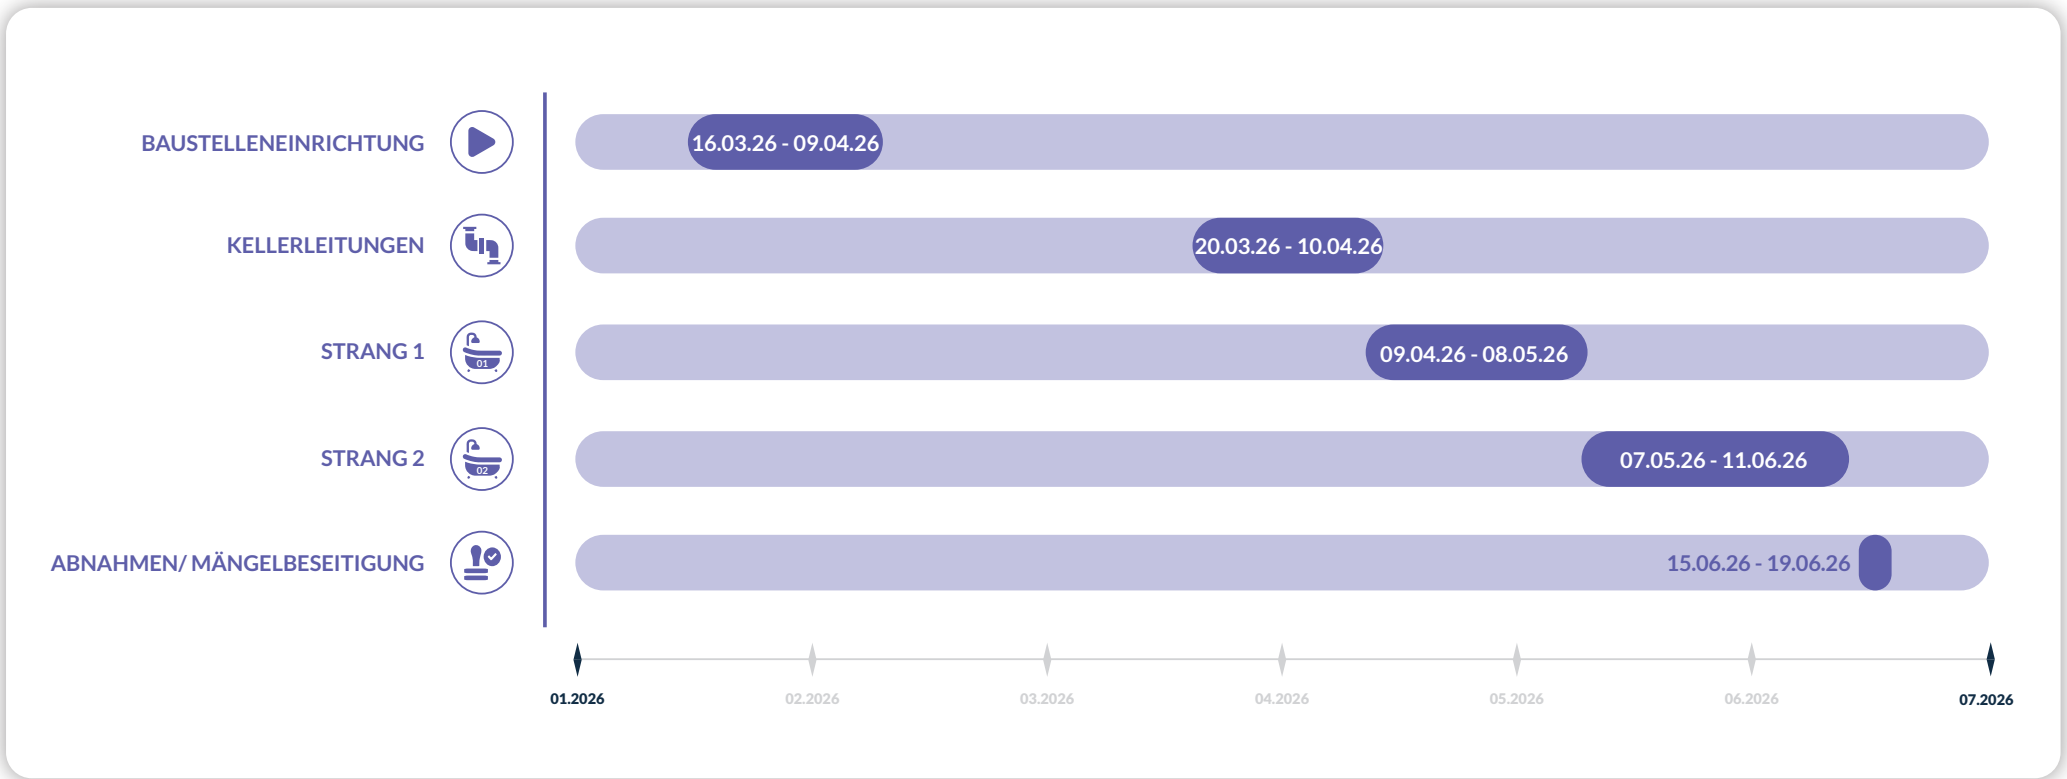 BAUSTELLENEINRICHTUNG
16.03.26 - 09.04.26
KELLERLEITUNGEN
20.03.26 - 10.04.26
STRANG 1
01
09.04.26 - 08.05.26
STRANG 2
02
07.05.26 - 11.06.26
ABNAHMEN/ MÄNGELBESEITIGUNG
15.06.26 - 19.06.26
01.2026 02.2026 03.2026 04.2026 05.2026 06.2026 07.2026